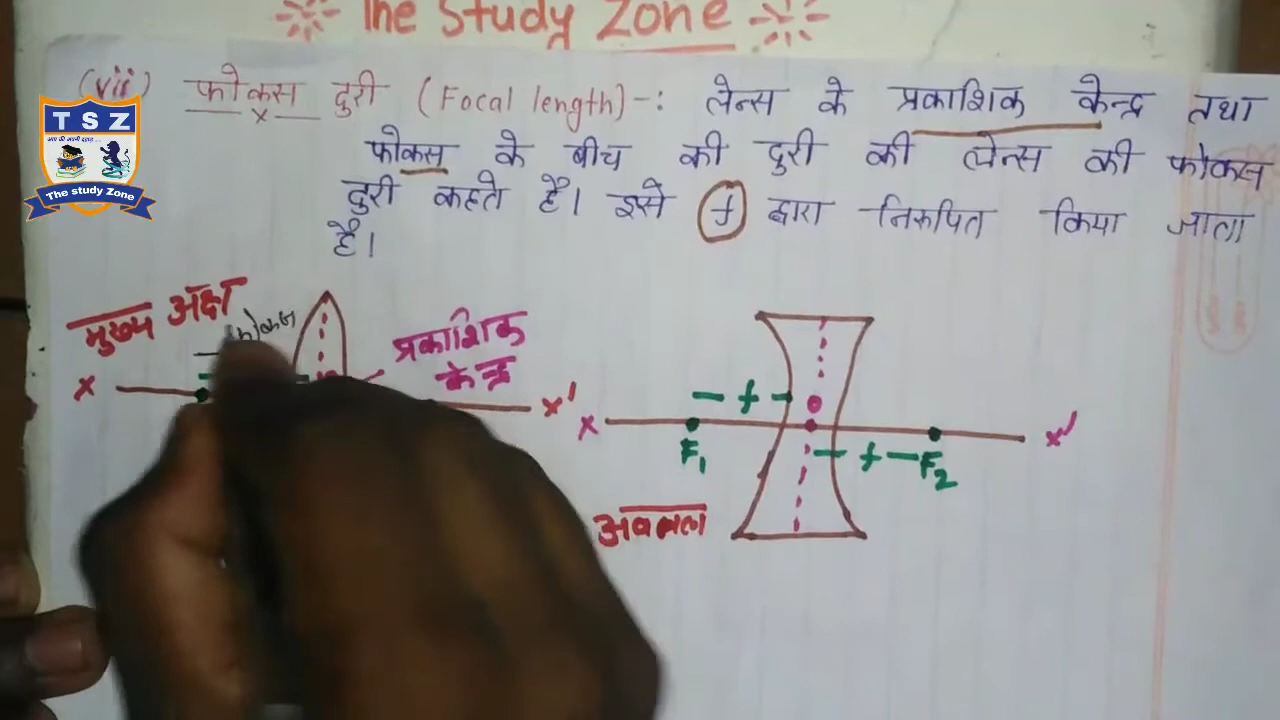 The Study Zone
(vii) फोकस दुरी (Focal length)-: लेन्स के प्रकाशिक केन्द्र तथा
फोकस के बीच की दुरी की लेन्स की फोकस
दुरी कहते है। इसे f द्वारा निरूपित किया जाता
है।
TSZ
The study Zone
मुख्य अक्ष
प्रकाशिक
केन्द्र
X X'
X X'
f
F1
f
F2
अवतल